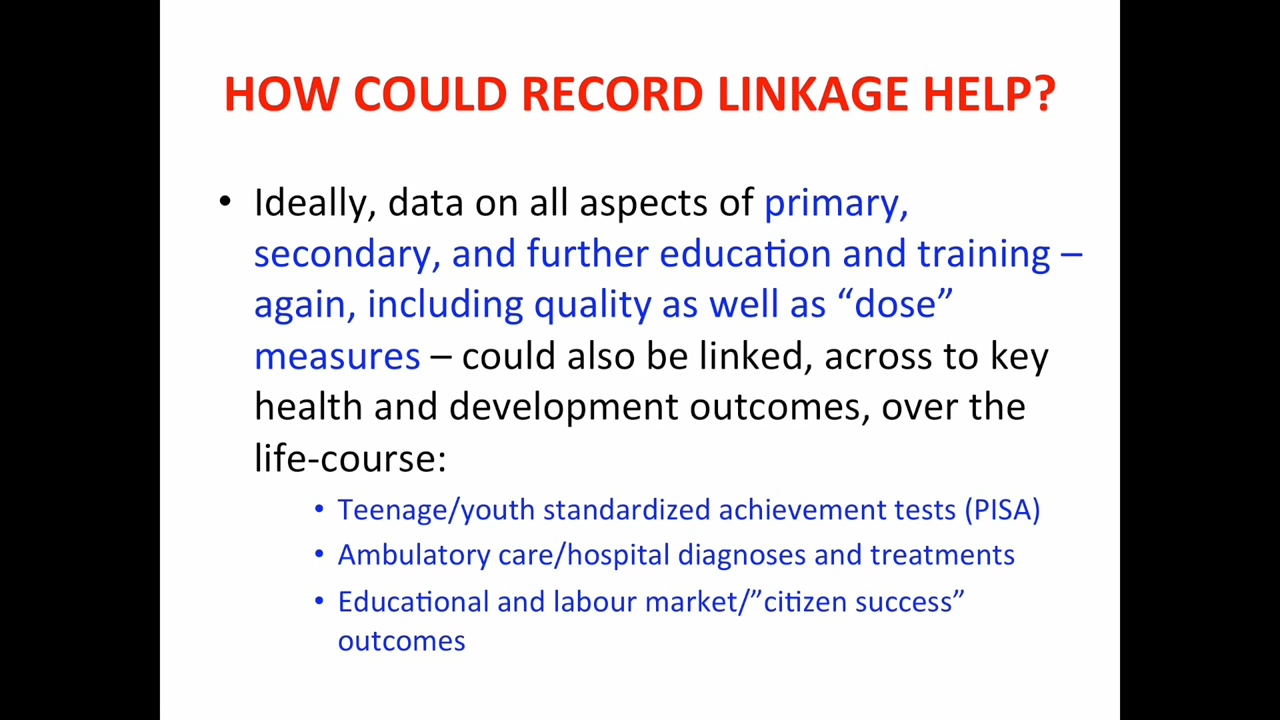 HOW COULD RECORD LINKAGE HELP?
• Ideally, data on all aspects of primary,
secondary, and further education and training –
again, including quality as well as “dose”
measures – could also be linked, across to key
health and development outcomes, over the
life-course:
• Teenage/youth standardized achievement tests (PISA)
• Ambulatory care/hospital diagnoses and treatments
• Educational and labour market/”citizen success”
outcomes